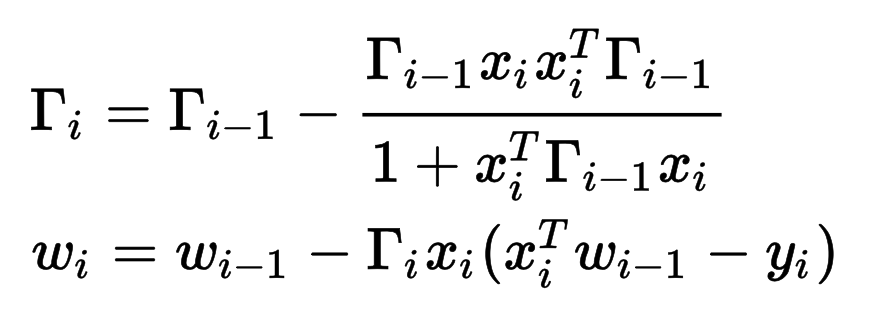 Γ_i = Γ_{i−1} − \frac{Γ_{i−1} x_i x_i^T Γ_{i−1}}{1 + x_i^T Γ_{i−1} x_i}
w_i = w_{i−1} − Γ_i x_i (x_i^T w_{i−1} − y_i)